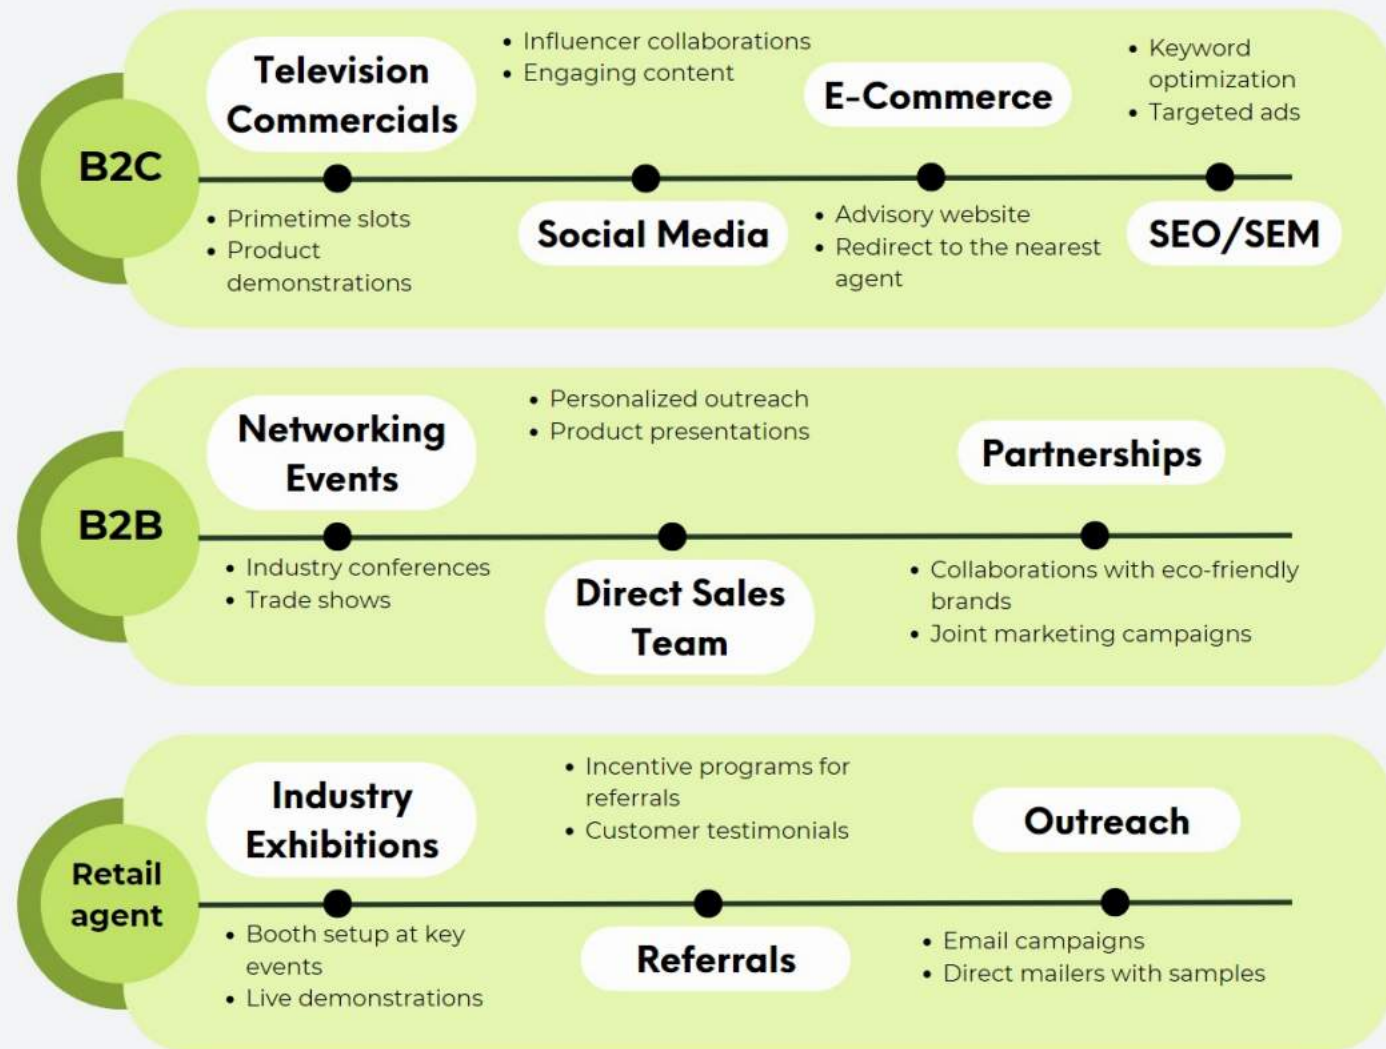 B2C
Television
Commercials
• Primetime slots
• Product
demonstrations
• Influencer collaborations
• Engaging content
Social Media
E-Commerce
• Advisory website
• Redirect to the nearest
agent
• Keyword
optimization
• Targeted ads
SEO/SEM
B2B
Networking
Events
• Industry conferences
• Trade shows
• Personalized outreach
• Product presentations
Direct Sales
Team
Partnerships
• Collaborations with eco-friendly
brands
• Joint marketing campaigns
Retail
agent
Industry
Exhibitions
• Booth setup at key
events
• Live demonstrations
• Incentive programs for
referrals
• Customer testimonials
Referrals
Outreach
• Email campaigns
• Direct mailers with samples